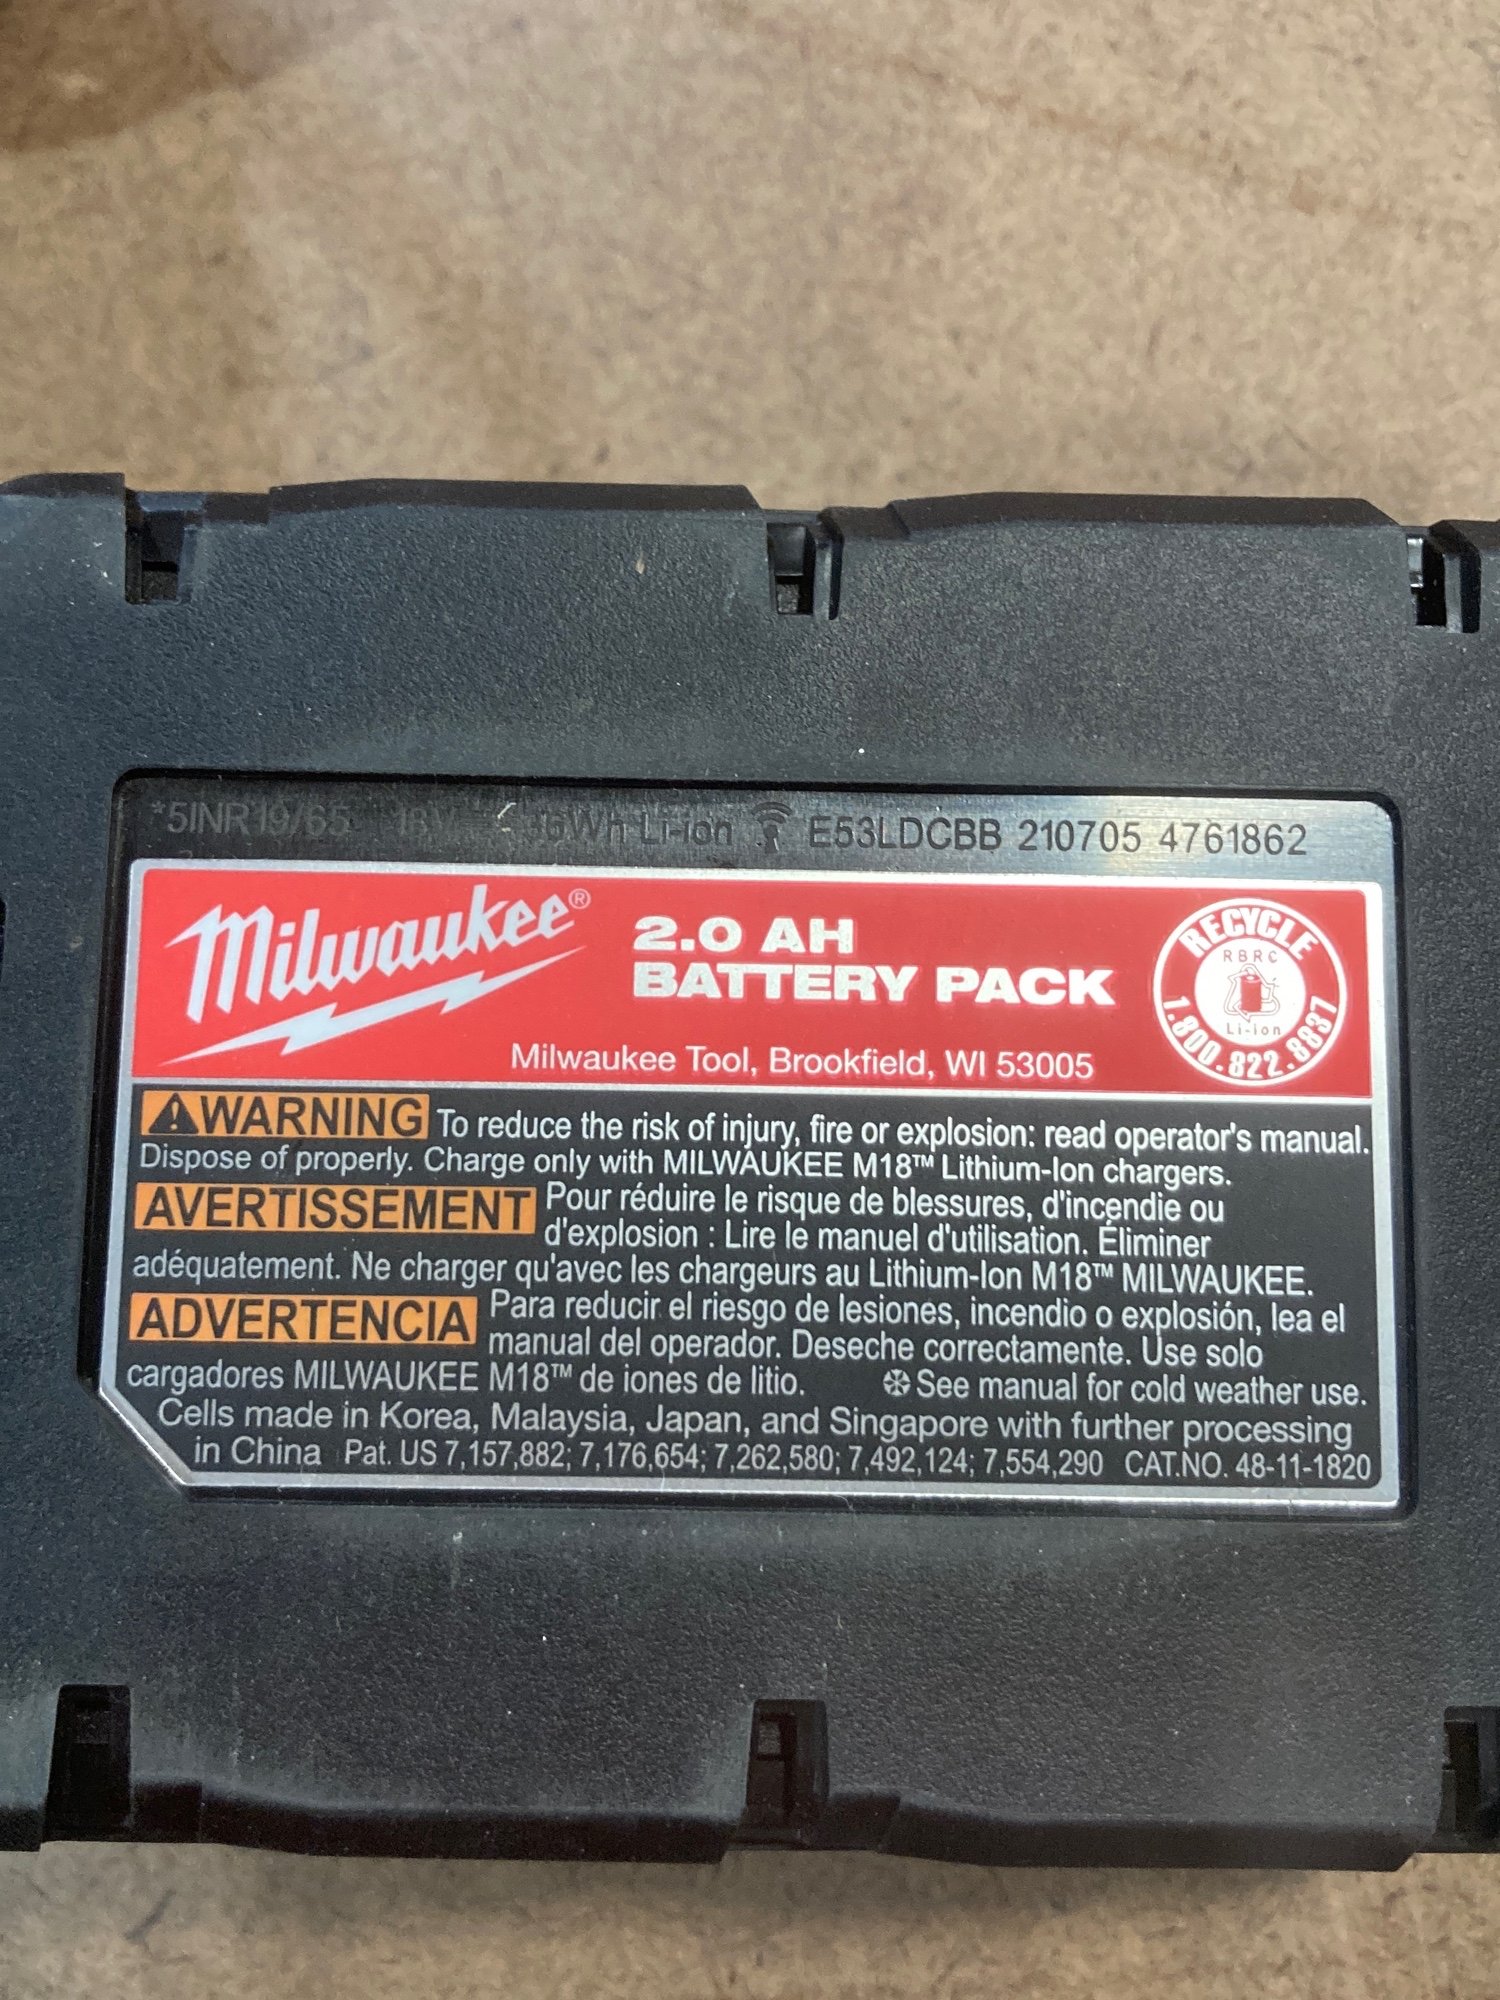 *5INR19/65 18V 36Wh Li-ion E53LDCBB 210705 4761862
Milwaukee®
2.0 AH
BATTERY PACK
Milwaukee Tool, Brookfield, WI 53005
RECYCLE
RBRC
Li-ion
1.800.822.8837
WARNING To reduce the risk of injury, fire or explosion: read operator's manual.
Dispose of properly. Charge only with MILWAUKEE M18™ Lithium-Ion chargers.
AVERTISSEMENT Pour réduire le risque de blessures, d'incendie ou
d'explosion : Lire le manuel d'utilisation. Éliminer
adéquatement. Ne charger qu'avec les chargeurs au Lithium-Ion M18™ MILWAUKEE.
ADVERTENCIA Para reducir el riesgo de lesiones, incendio o explosión, lea el
manual del operador. Deseche correctamente. Use solo
cargadores MILWAUKEE M18™ de iones de litio. See manual for cold weather use.
Cells made in Korea, Malaysia, Japan, and Singapore with further processing
in China Pat. US 7,157,882; 7,176,654; 7,262,580; 7,492,124; 7,554,290 CAT.NO. 48-11-1820